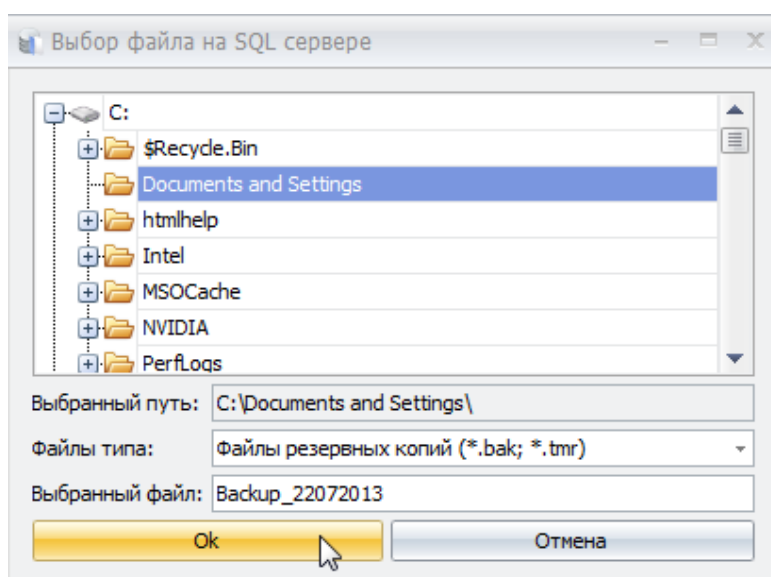 Выбор файла на SQL сервере
C:
$Recycle.Bin
Documents and Settings
htmlhelp
Intel
MSOCache
NVIDIA
PerfLogs
Выбранный путь: C:\Documents and Settings\
Файлы типа: Файлы резервных копий (*.bak; *.tmr)
Выбранный файл: Backup_22072013
Ok Отмена